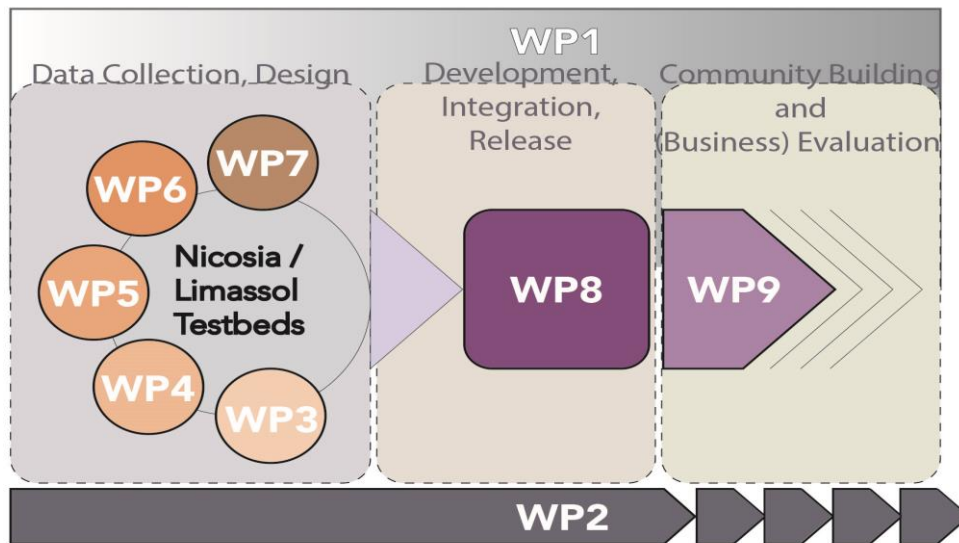 WP1
Data Collection, Design
Development,
Integration,
Release
Community Building
and
(Business) Evaluation
WP7
WP6
WP5
WP4
WP3
Nicosia /
Limassol
Testbeds
WP8
WP9
WP2